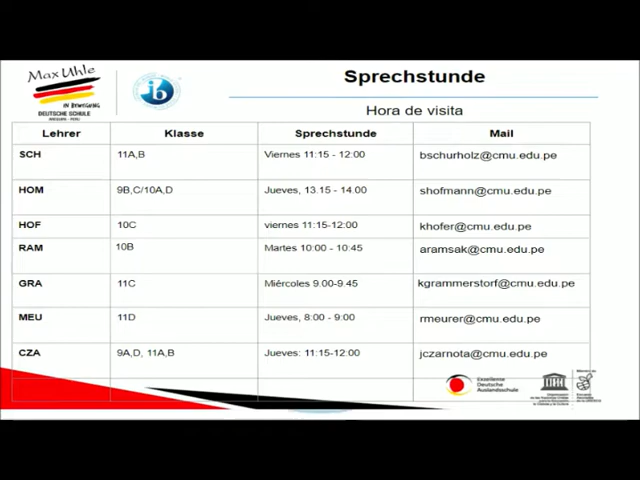 Max Uhle
IN BEWEGUNG
DEUTSCHE SCHULE
AREQUIPA - PERU
ib
Sprechstunde
Hora de visita
Lehrer Klasse Sprechstunde Mail
SCH 11A,B Viernes 11:15 - 12:00 bschurholz@cmu.edu.pe
HOM 9B,C/10A,D Jueves, 13.15 - 14.00 shofmann@cmu.edu.pe
HOF 10C viernes 11:15-12:00 khofer@cmu.edu.pe
RAM 10B Martes 10:00 - 10:45 aramsak@cmu.edu.pe
GRA 11C Miércoles 9.00-9.45 kgrammerstorf@cmu.edu.pe
MEU 11D Jueves, 8:00 - 9:00 rmeurer@cmu.edu.pe
CZA 9A,D, 11A,B Jueves: 11:15-12:00 jczarnota@cmu.edu.pe
Exzellente
Deutsche
Auslandsschule